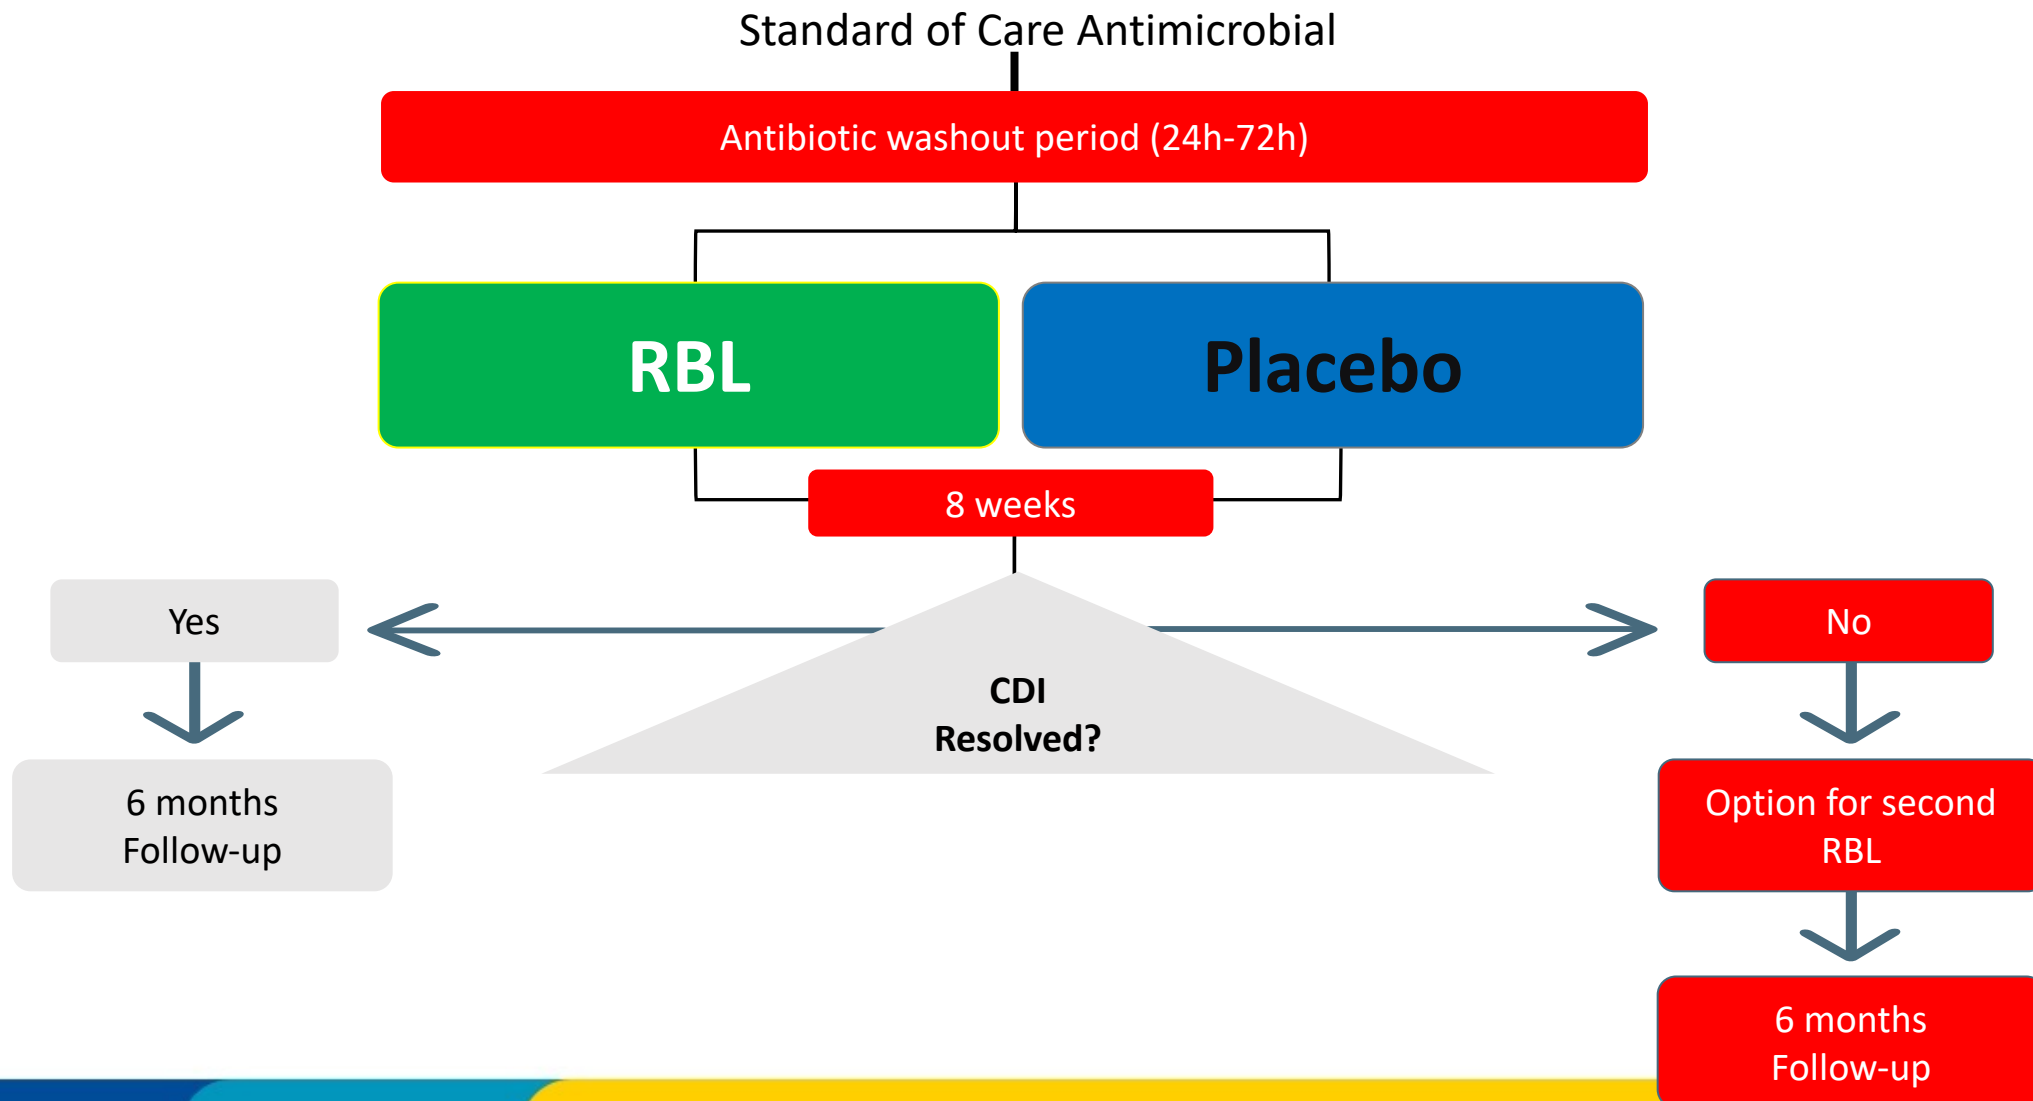 Standard of Care Antimicrobial
Antibiotic washout period (24h-72h)
RBL
Placebo
8 weeks
Yes
No
CDI
Resolved?
6 months
Follow-up
Option for second
RBL
6 months
Follow-up